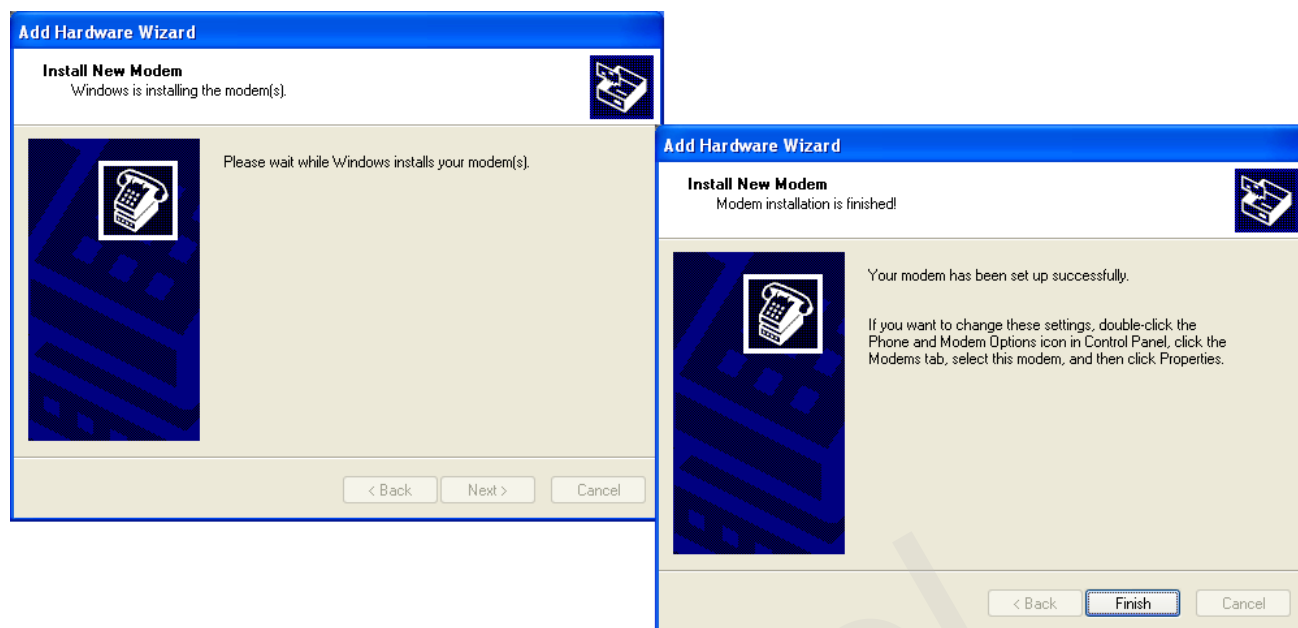 Add Hardware Wizard
Install New Modem
Windows is installing the modem(s).
Please wait while Windows installs your modem(s).
< Back
Next >
Cancel
Add Hardware Wizard
Install New Modem
Modem installation is finished!
Your modem has been set up successfully.
If you want to change these settings, double-click the
Phone and Modem Options icon in Control Panel, click the
Modems tab, select this modem, and then click Properties.
< Back
Finish
Cancel